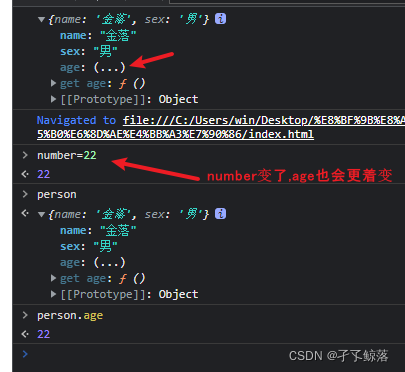 ▼{name: '金落', sex: '男'} i
name: "金落"
sex: "男"
age: (...)
▶ get age: ƒ ()
▶ [[Prototype]]: Object
Navigated to file:///C:/Users/win/Desktop/%E8%BF%9B%E8%A
5%B0%E6%8D%AE%E4%BB%A3%E7%90%86/index.html
> number=22
22
number变了,age也会更着变
> person
▼{name: '金落', sex: '男'} i
name: "金落"
sex: "男"
age: (...)
▶ get age: ƒ ()
▶ [[Prototype]]: Object
> person.age
22
>
CSDN @孑孓鲸落